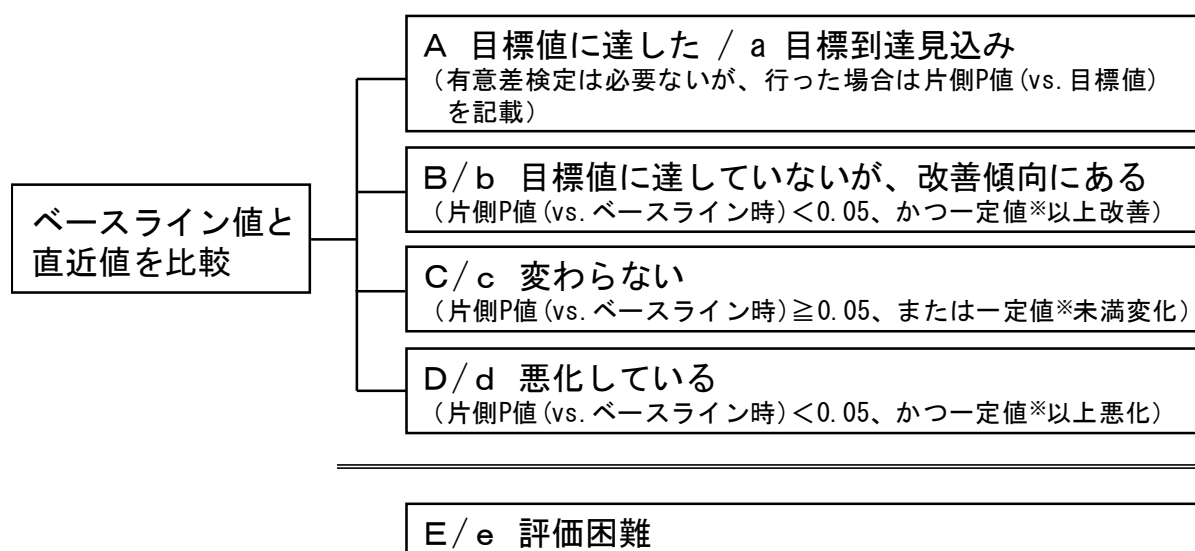 A 目標値に達した / a 目標到達見込み
（有意差検定は必要ないが、行った場合は片側P値(vs.目標値)
を記載）
B/b 目標値に達していないが、改善傾向にある
（片側P値(vs.ベースライン時)<0.05、かつ一定値※以上改善）
ベースライン値と
直近値を比較
C/c 変わらない
（片側P値(vs.ベースライン時)≧0.05、または一定値※未満変化）
D/d 悪化している
（片側P値(vs.ベースライン時)<0.05、かつ一定値※以上悪化）
E/e 評価困難